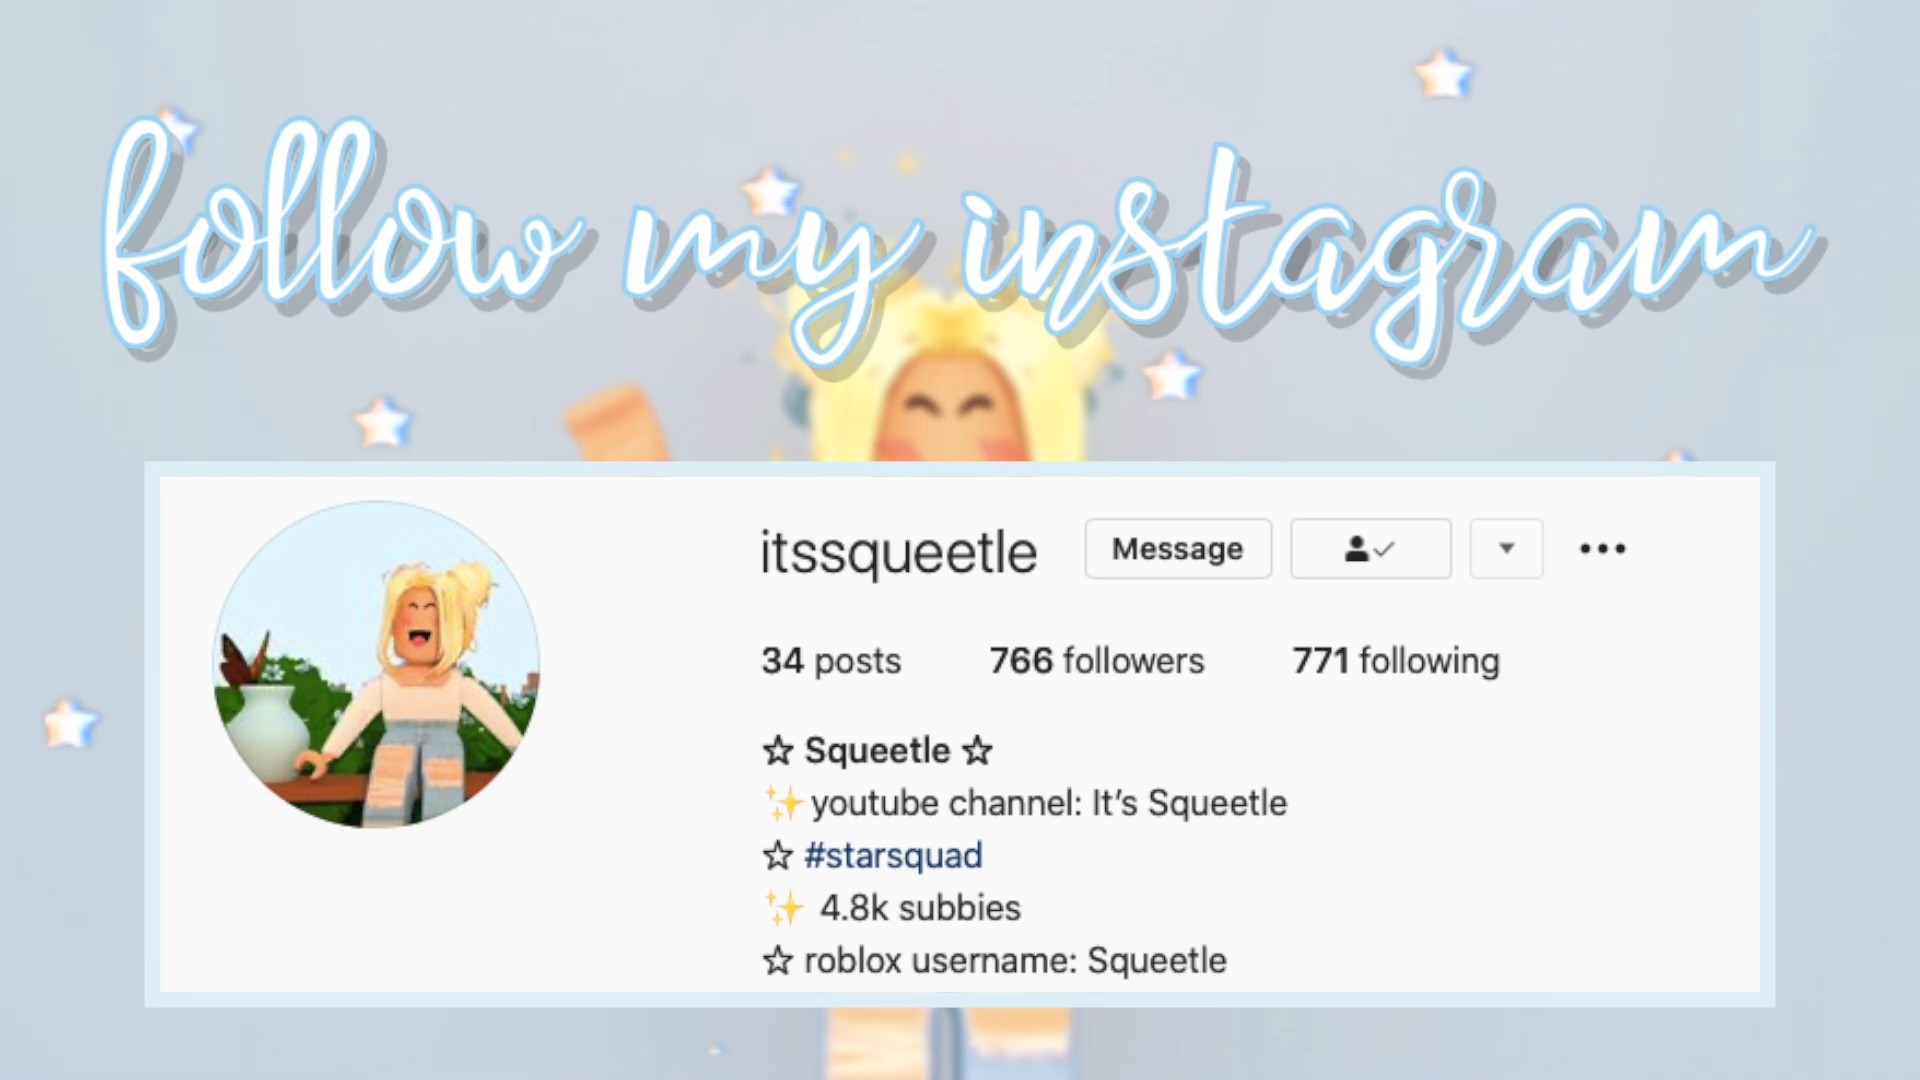 follow my instagram
itssqueetle Message
34 posts 766 followers 771 following
☆ Squeetle ☆
✨ youtube channel: It’s Squeetle
☆ #starsquad
✨ 4.8k subbies
☆ roblox username: Squeetle